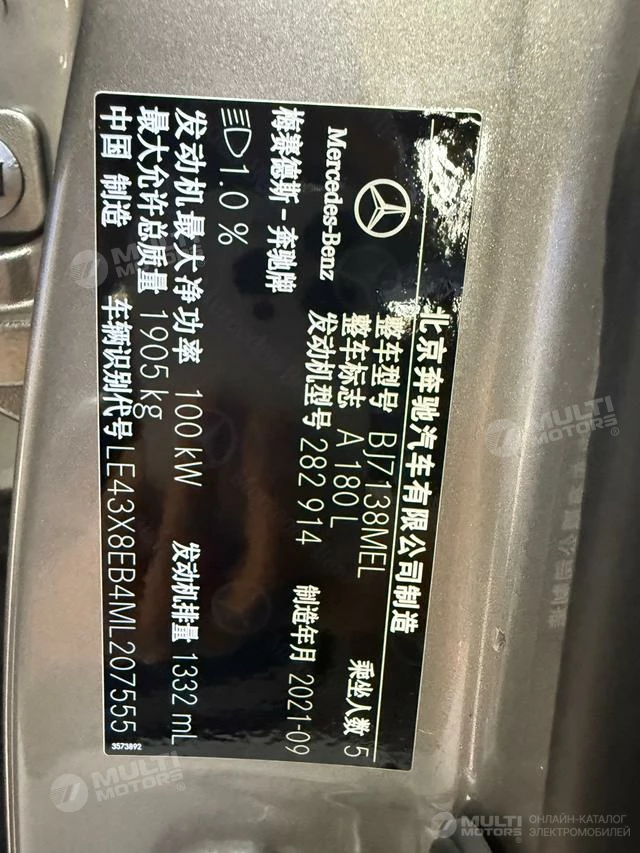 北京奔驰汽车有限公司制造
Mercedes-Benz
梅赛德斯-奔驰牌
整车型号 BJ7138MEL
整车标志 A 180 L
发动机型号 282 914
乘坐人数 5
制造年月 2021-09
1.0 %
发动机最大净功率 100 kW
发动机排量 1332 mL
最大允许总质量 1905 kg
中国 制造
车辆识别代号 LE43X8EB4ML207555
3573892
MULTI MOTORS
MULTI MOTORS
MULTI MOTORS
MULTI MOTORS
ОНЛАЙН-КАТАЛОГ
ЭЛЕКТРОМОБИЛЕЙ